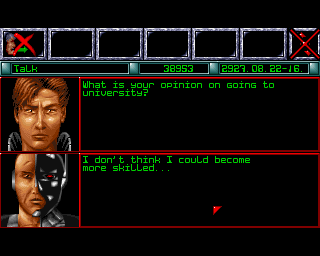 Talk
38953
2927.08.22-16.
What is your opinion on going to
university?
I don't think I could become
more skilled...